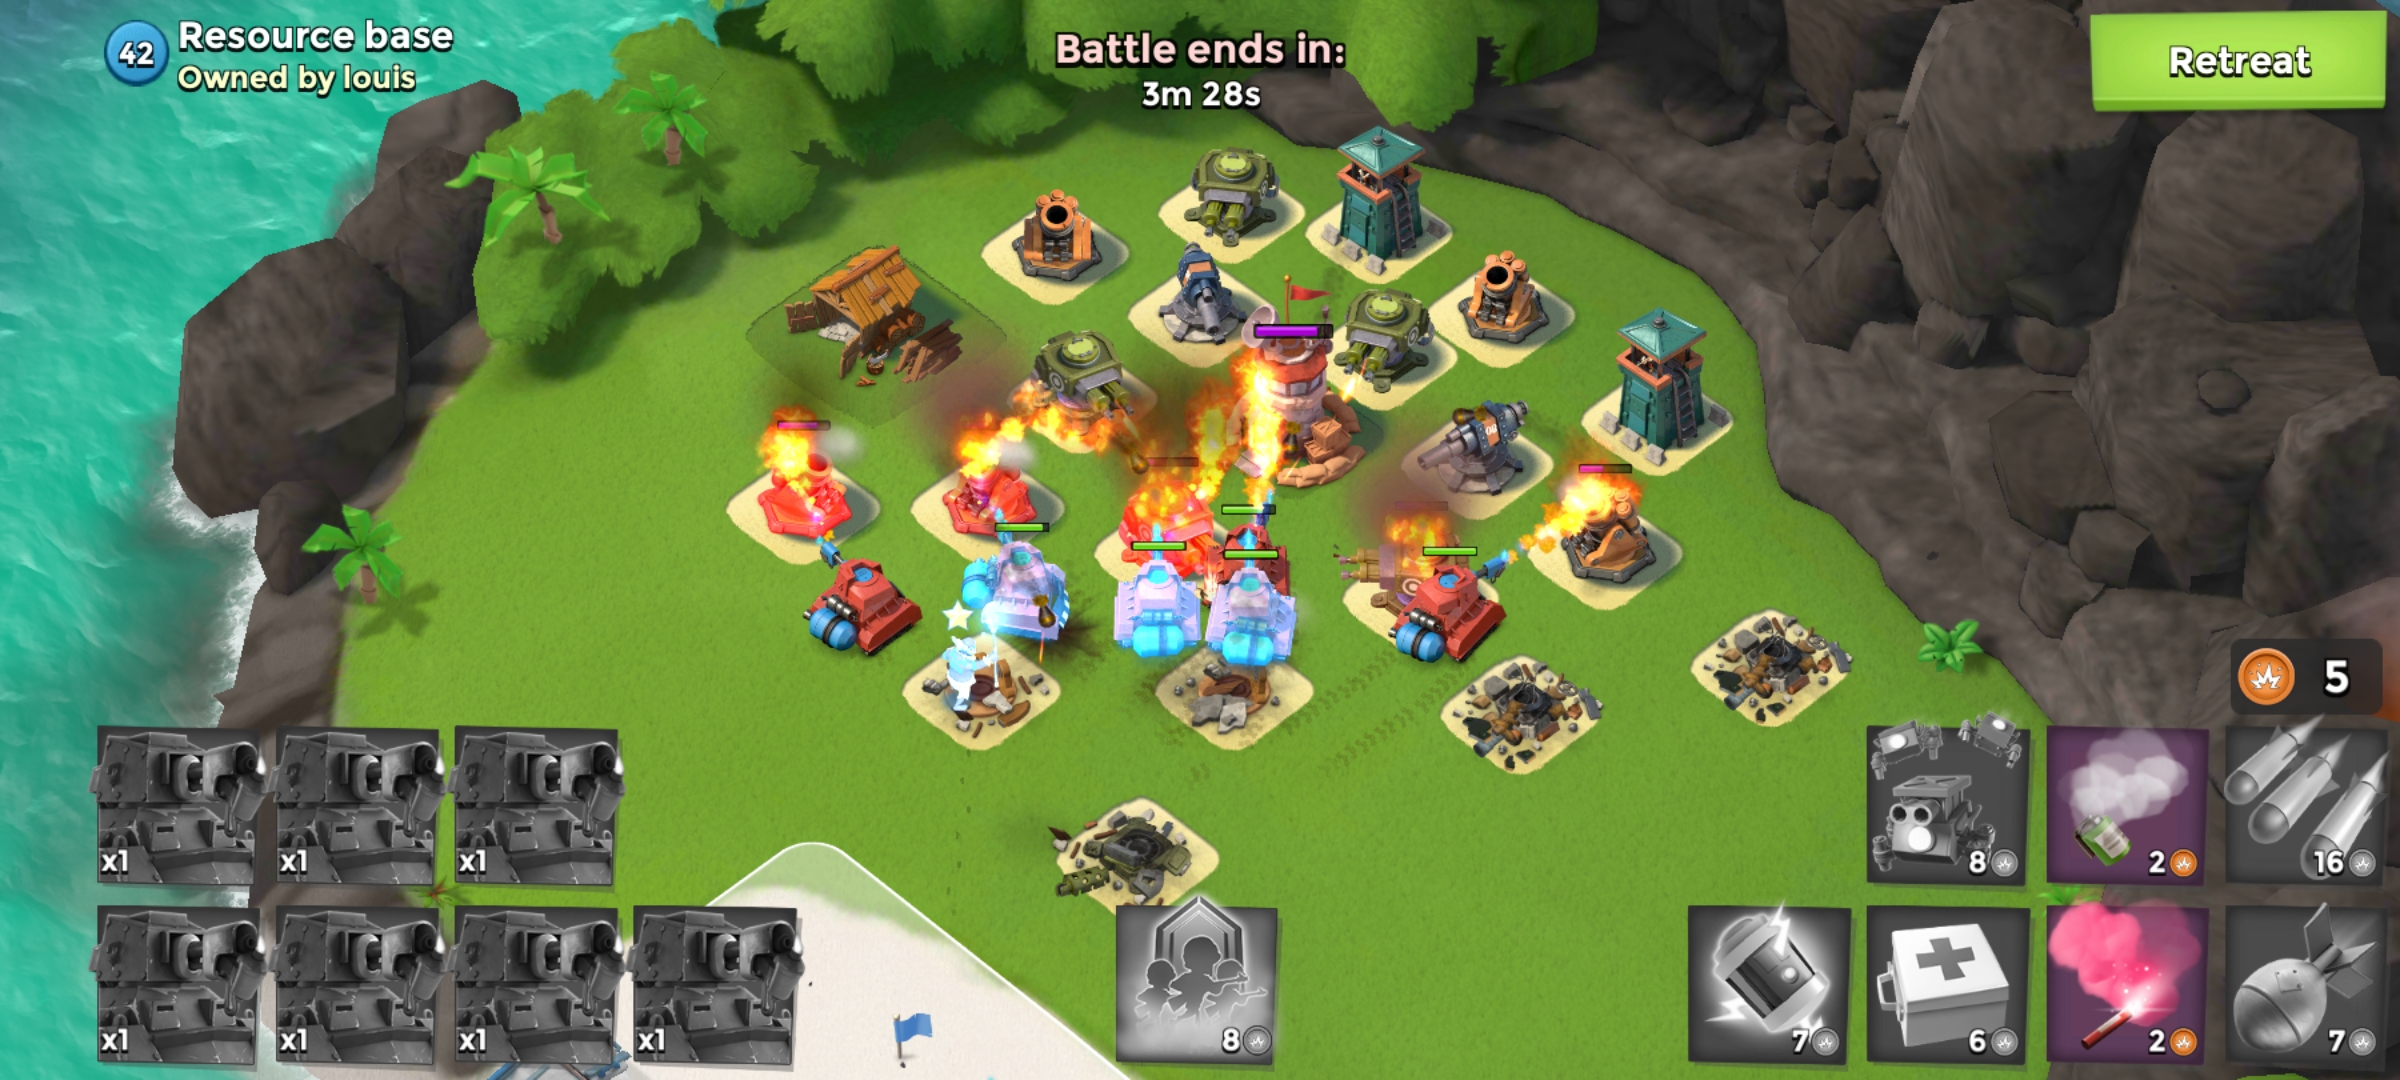 42
Resource base
Owned by louis
Battle ends in:
3m 28s
Retreat
5
x1
x1
x1
8
2
16
x1
x1
x1
x1
8
7
6
2
7